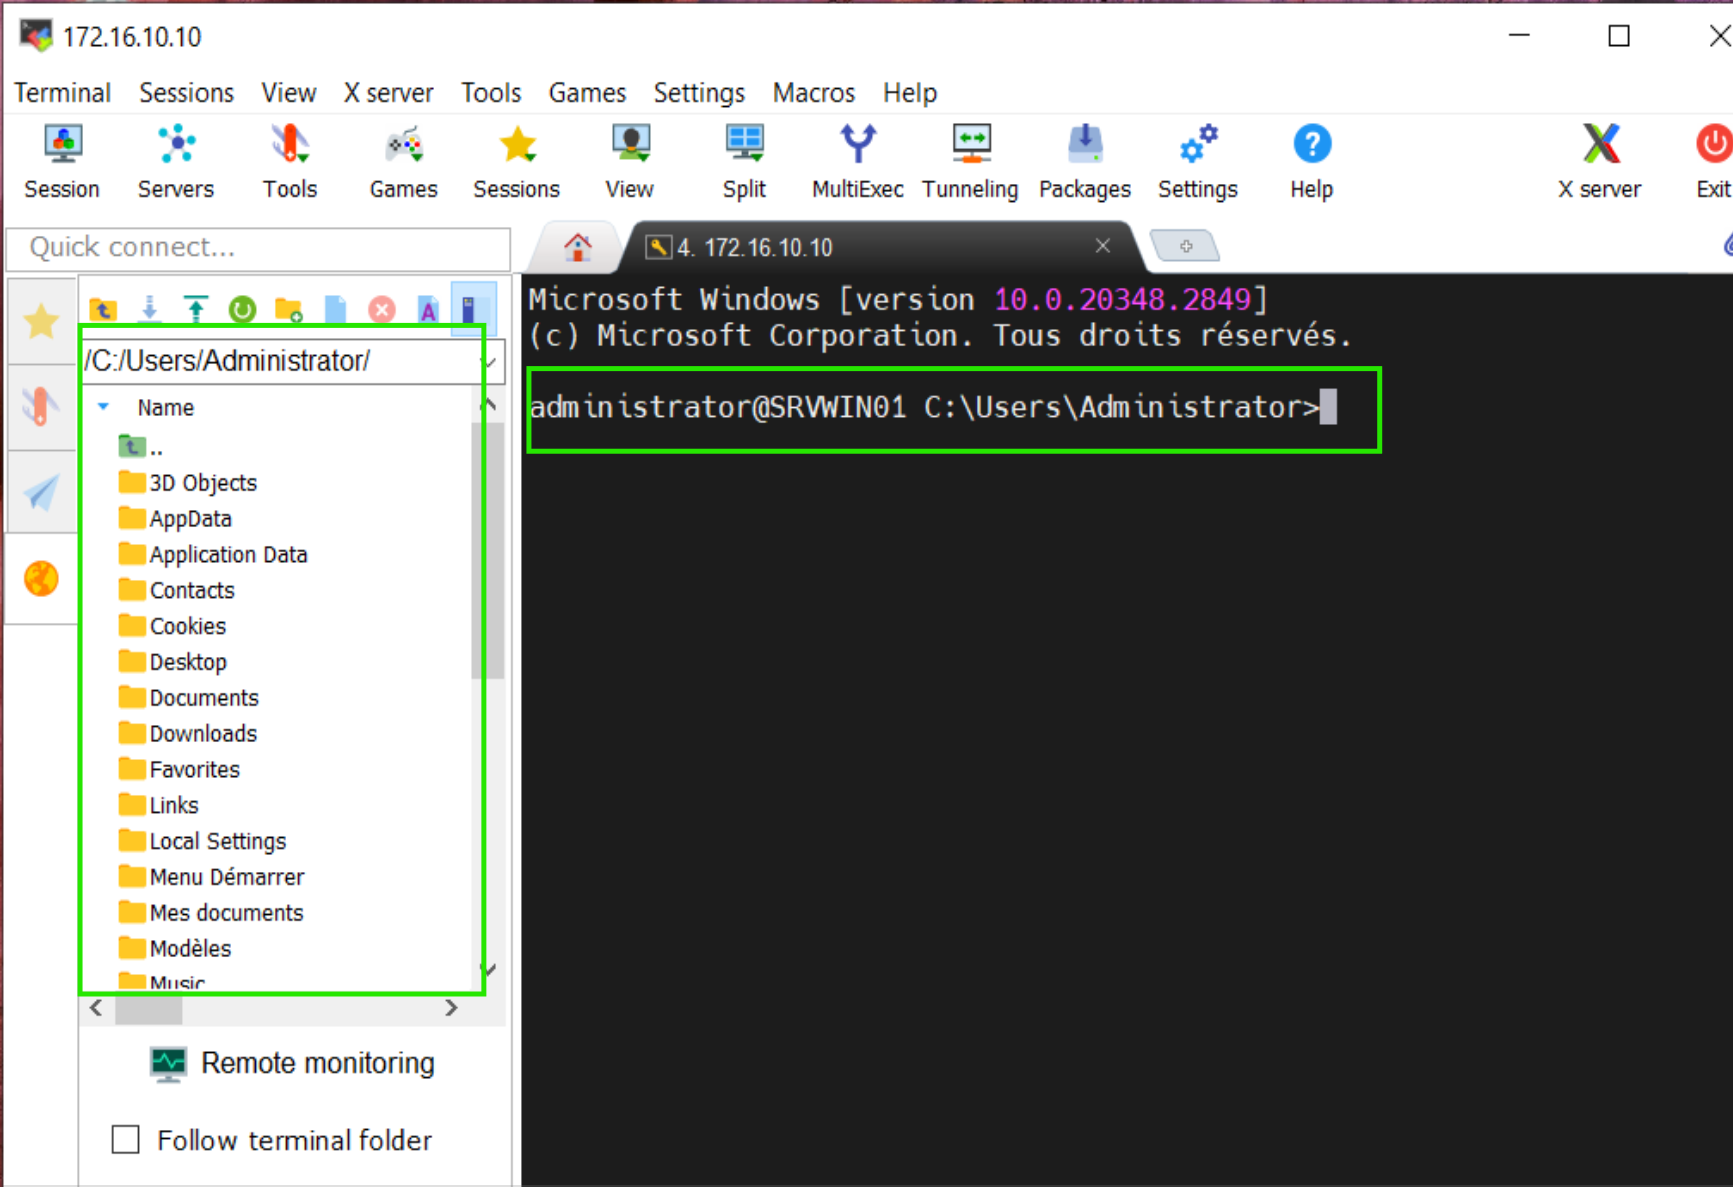 172.16.10.10
Terminal Sessions View X server Tools Games Settings Macros Help
Session Servers Tools Games Sessions View Split MultiExec Tunneling Packages Settings Help X server Exit
Quick connect...
4. 172.16.10.10
/C:/Users/Administrator/
Name
..
3D Objects
AppData
Application Data
Contacts
Cookies
Desktop
Documents
Downloads
Favorites
Links
Local Settings
Menu Démarrer
Mes documents
Modèles
Music
Remote monitoring
Follow terminal folder
Microsoft Windows [version 10.0.20348.2849]
(c) Microsoft Corporation. Tous droits réservés.
administrator@SRVWIN01 C:\Users\Administrator>